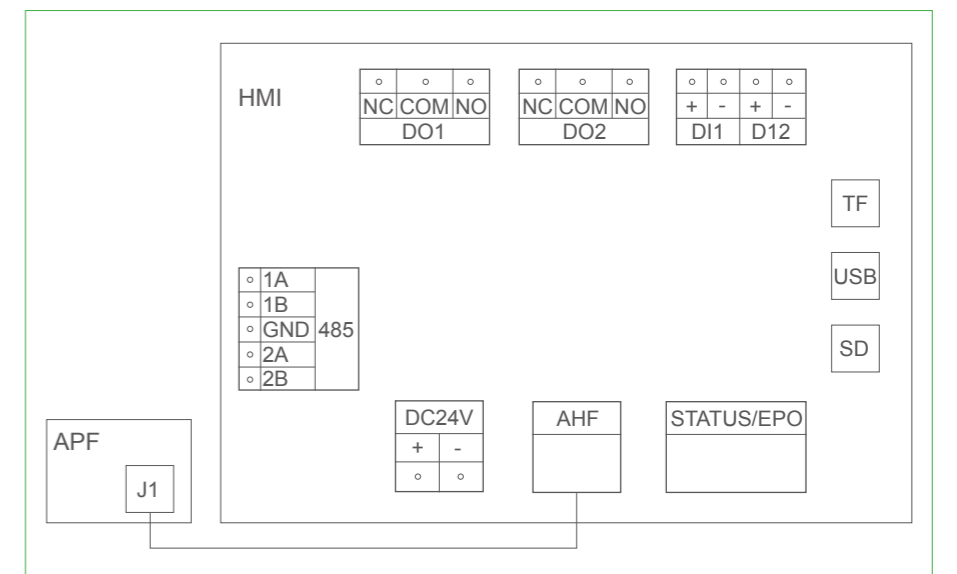 HMI
NC COM NO
DO1
NC COM NO
DO2
+ - + -
DI1 D12
TF
USB
SD
1A
1B
GND
2A
2B
485
DC24V
+ -
AHF
STATUS/EPO
APF
J1